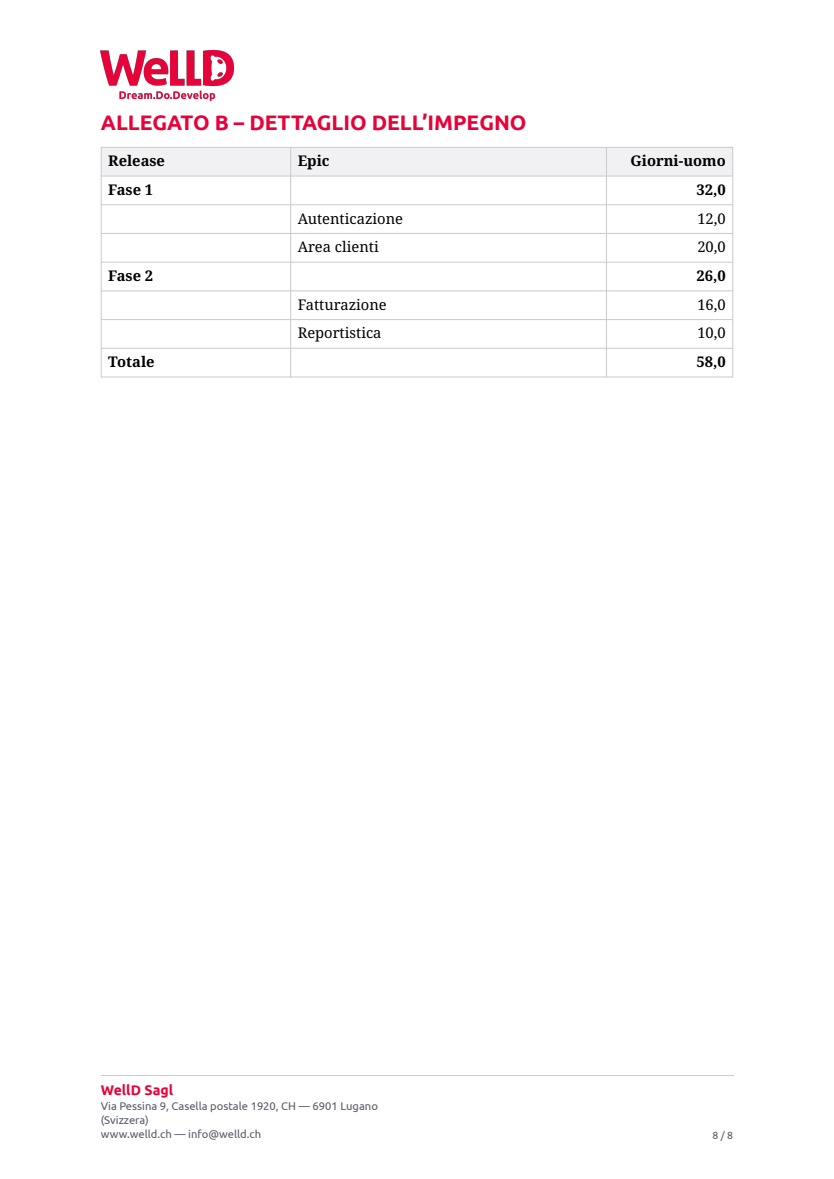 WellD
Dream.Do.Develop
ALLEGATO B – DETTAGLIO DELL’IMPEGNO
Release Epic Giorni-uomo
Fase 1 32,0
Autenticazione 12,0
Area clienti 20,0
Fase 2 26,0
Fatturazione 16,0
Reportistica 10,0
Totale 58,0
WellD Sagl
Via Pessina 9, Casella postale 1920, CH — 6901 Lugano
(Svizzera)
www.welld.ch — info@welld.ch 8 / 8